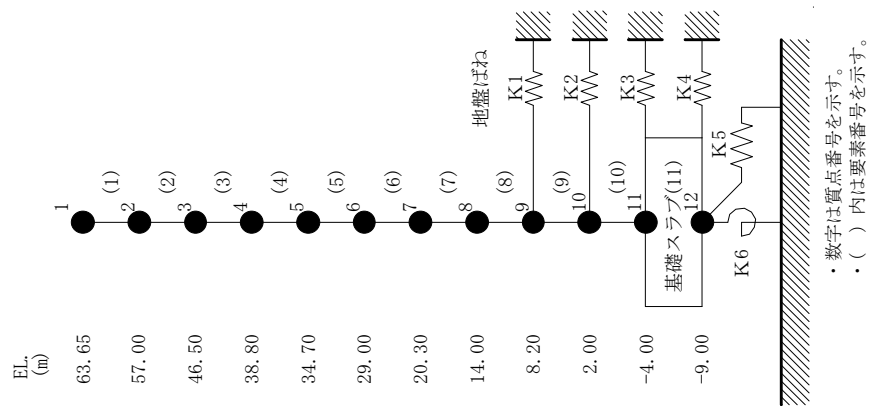 EL.
(m)
63.65
57.00
46.50
38.80
34.70
29.00
20.30
14.00
8.20
2.00
-4.00
-9.00
1
(1)
2
(2)
3
(3)
4
(4)
5
(5)
6
(6)
7
(7)
8
(8)
9
(9)
10
(10)
11
基礎スラブ(11)
12
地盤ばね
K1
K2
K3
K4
K5
K6
・数字は質点番号を示す。
・( )内は要素番号を示す。